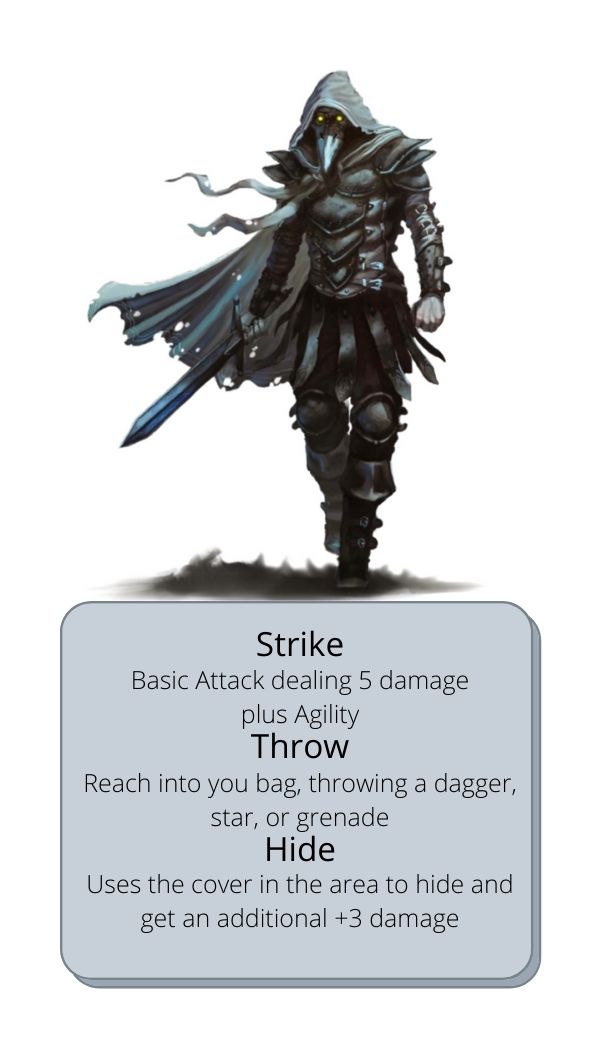 Strike
Basic Attack dealing 5 damage
plus Agility
Throw
Reach into you bag, throwing a dagger,
star, or grenade
Hide
Uses the cover in the area to hide and
get an additional +3 damage